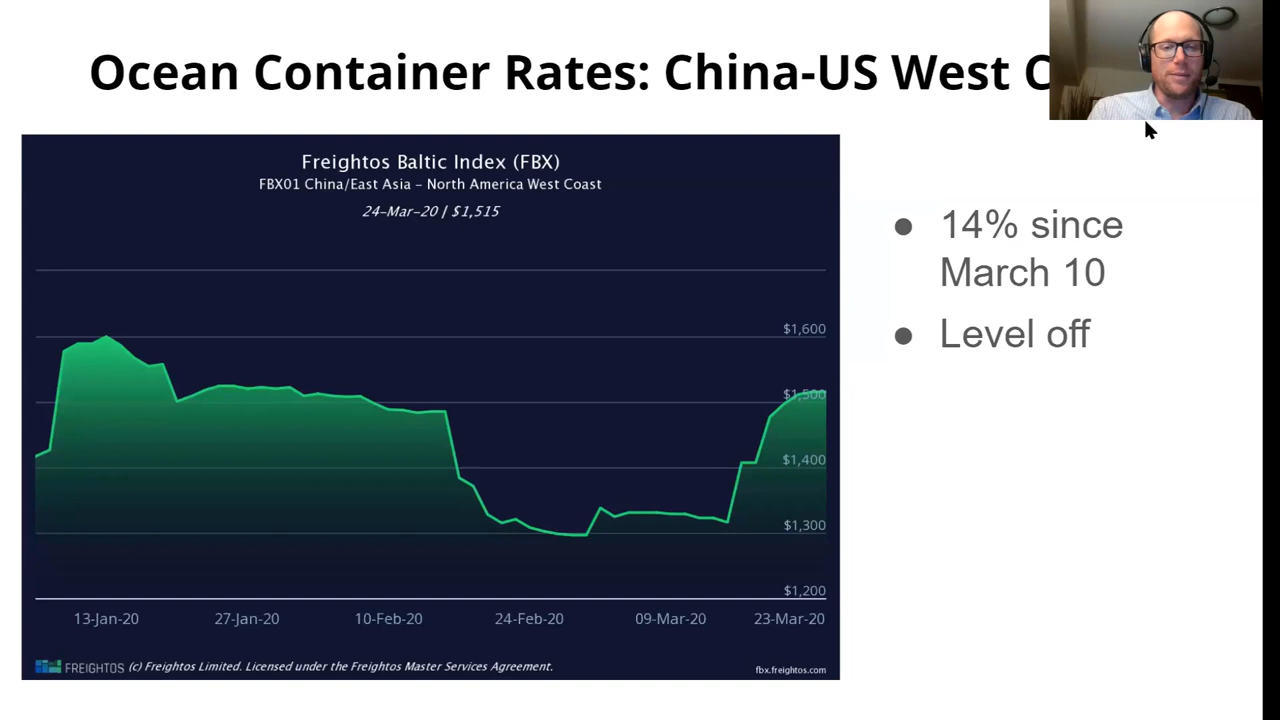 Ocean Container Rates: China-US West C
Freightos Baltic Index (FBX)
FBX01 China/East Asia – North America West Coast
24-Mar-20 / $1,515
$1,600
$1,500
$1,400
$1,300
$1,200
13-Jan-20 27-Jan-20 10-Feb-20 24-Feb-20 09-Mar-20 23-Mar-20
FREIGHTOS (c) Freightos Limited. Licensed under the Freightos Master Services Agreement.
fbx.freightos.com
● 14% since
March 10
● Level off